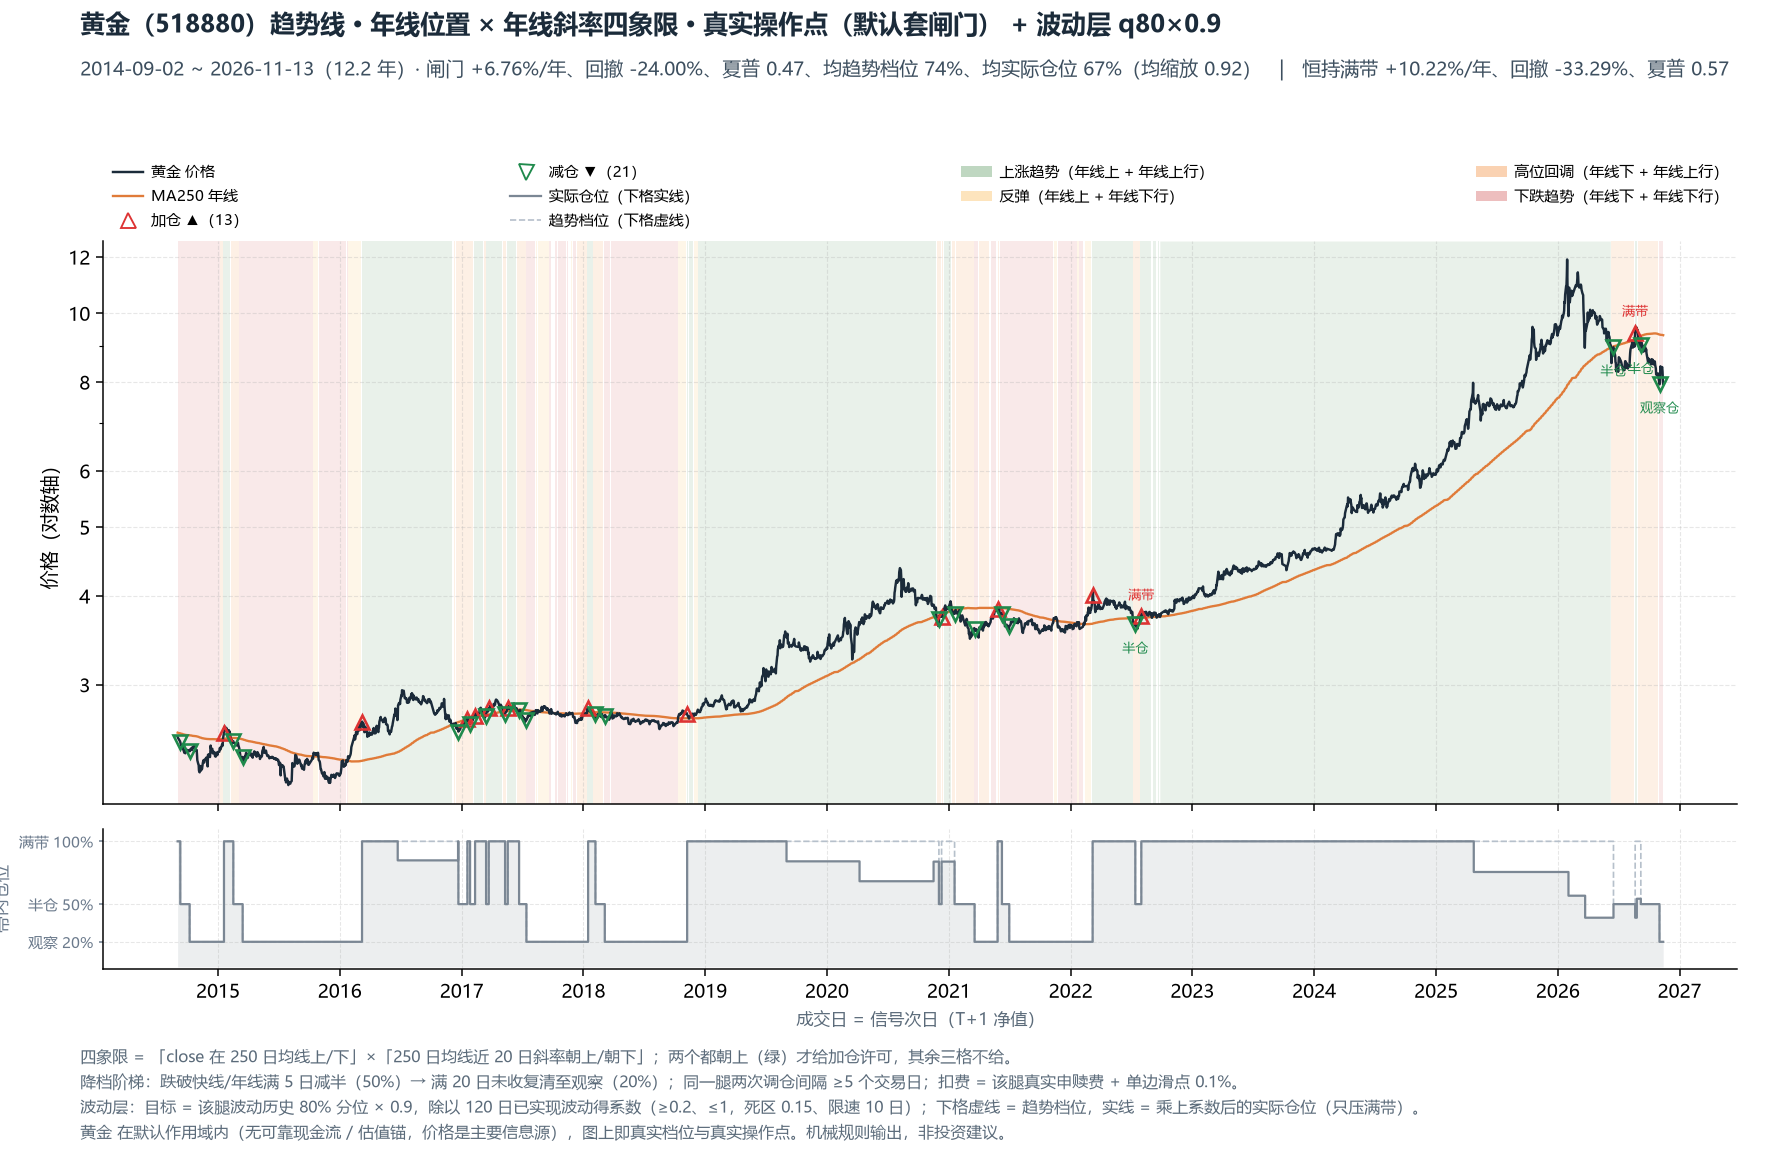 黄金（518880）趋势线・年线位置 × 年线斜率四象限・真实操作点（默认套闸门） + 波动层 q80×0.9
2014-09-02 ~ 2026-11-13（12.2 年）· 闸门 +6.76%/年、回撤 -24.00%、夏普 0.47、均趋势档位 74%、均实际仓位 67%（均缩放 0.92） | 恒持满带 +10.22%/年、回撤 -33.29%、夏普 0.57
黄金 价格
MA250 年线
加仓 ▲（13）
减仓 ▼（21）
实际仓位（下格实线）
趋势档位（下格虚线）
上涨趋势（年线上 + 年线上行）
反弹（年线上 + 年线下行）
高位回调（年线下 + 年线上行）
下跌趋势（年线下 + 年线下行）
价格（对数轴）
12
10
8
6
5
4
3
满带
半仓
满带
半仓
半仓
观察仓
带内仓位
满带 100%
半仓 50%
观察 20%
2015
2016
2017
2018
2019
2020
2021
2022
2023
2024
2025
2026
2027
成交日 = 信号次日（T+1 净值）
四象限 = 「close 在 250 日均线上/下」×「250 日均线近 20 日斜率朝上/朝下」；两个都朝上（绿）才给加仓许可，其余三格不给。
降档阶梯：跌破快线/年线满 5 日减半（50%）→ 满 20 日未收复清至观察（20%）；同一腿两次调仓间隔 ≥5 个交易日；扣费 = 该腿真实申赎费 + 单边滑点 0.1%。
波动层：目标 = 该腿波动历史 80% 分位 × 0.9，除以 120 日已实现波动得系数（≥0.2、≤1，死区 0.15、限速 10 日）；下格虚线 = 趋势档位，实线 = 乘上系数后的实际仓位（只压满带）。
黄金 在默认作用域内（无可靠现金流 / 估值锚，价格是主要信息源），图上即真实档位与真实操作点。机械规则输出，非投资建议。